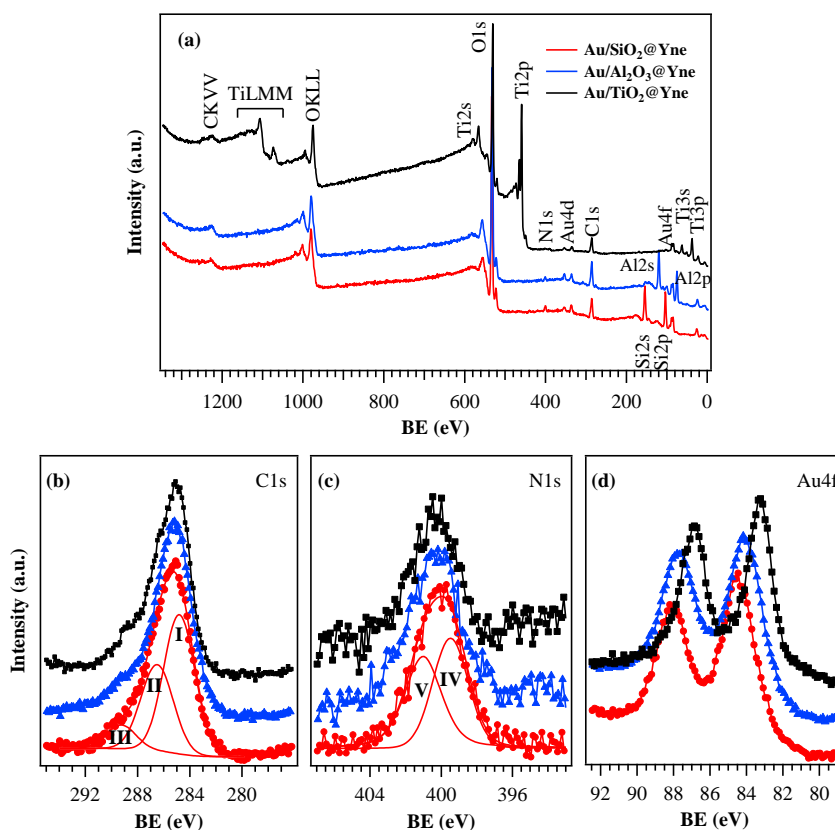 (a)
Au/SiO₂@Yne
Au/Al₂O₃@Yne
Au/TiO₂@Yne
CKVV
TiLMM
OKLL
Ti2s
O1s
Ti2p
N1s
Au4d
C1s
Au4f
Ti3s
Ti3p
Al2s
Al2p
Si2s
Si2p
Intensity (a.u.)
1200 1000 800 600 400 200 0
BE (eV)
(b) C1s
I
II
III
Intensity (a.u.)
292 288 284 280
BE (eV)
(c) N1s
V IV
404 400 396
BE (eV)
(d) Au4f
92 90 88 86 84 82 80
BE (eV)